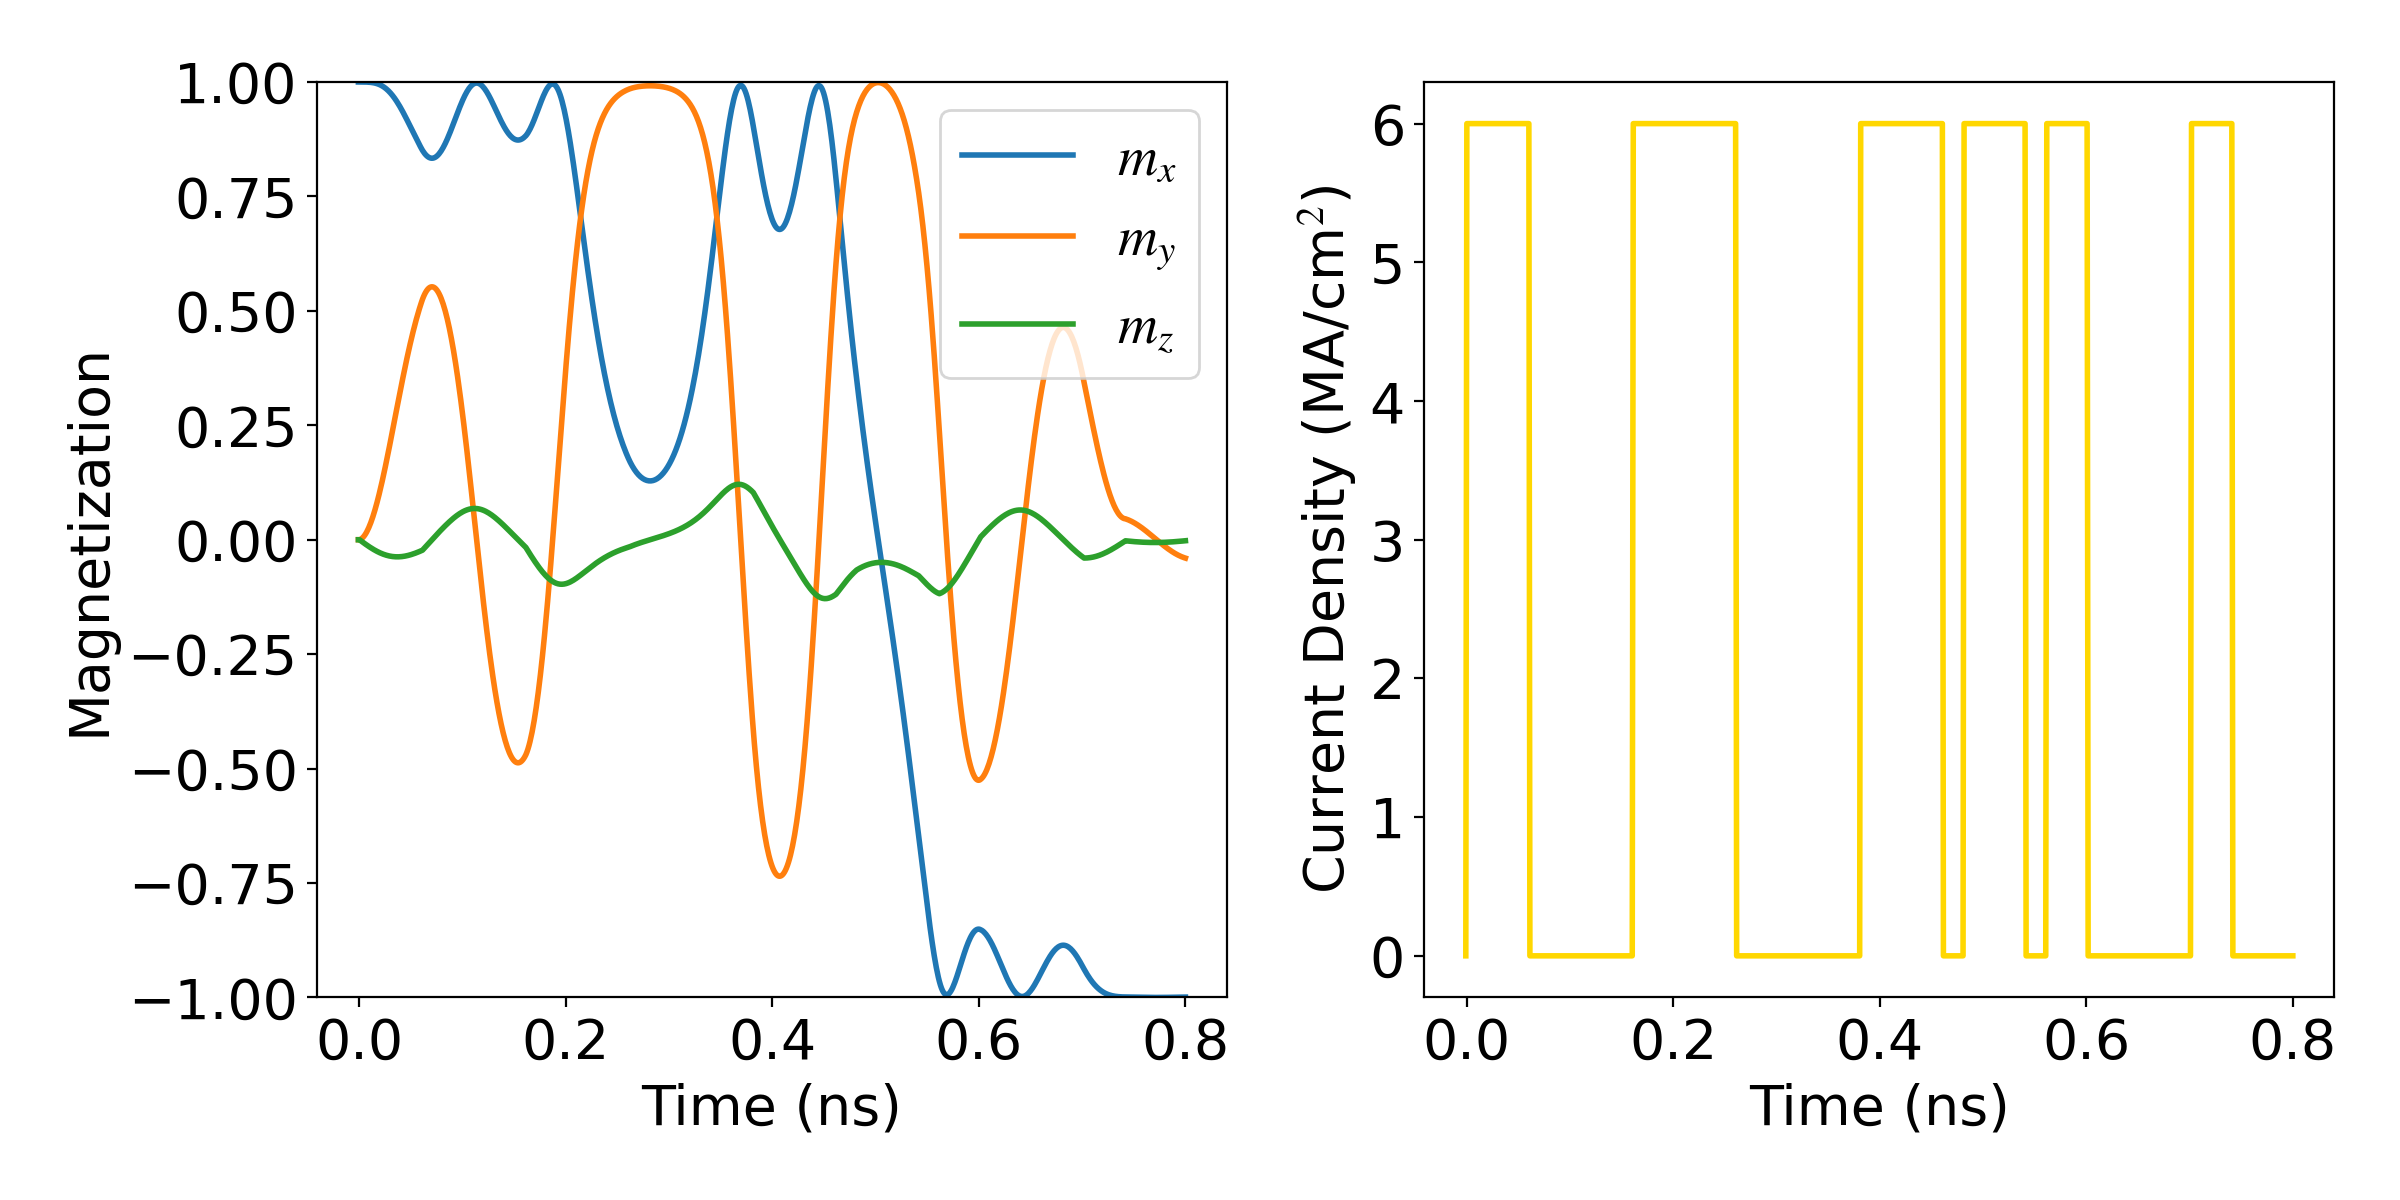 1.00
0.75
0.50
0.25
0.00
−0.25
−0.50
−0.75
−1.00
Magnetization
0.0 0.2 0.4 0.6 0.8
Time (ns)
mₓ
m_y
m_z
6
5
4
3
2
1
0
Current Density (MA/cm²)
0.0 0.2 0.4 0.6 0.8
Time (ns)